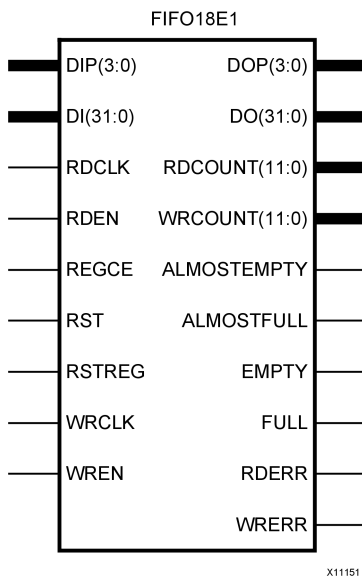 FIFO18E1
DIP(3:0) DOP(3:0)
DI(31:0) DO(31:0)
RDCLK RDCOUNT(11:0)
RDEN WRCOUNT(11:0)
REGCE ALMOSTEMPTY
RST ALMOSTFULL
RSTREG EMPTY
WRCLK FULL
WREN RDERR
WRERR
X11151